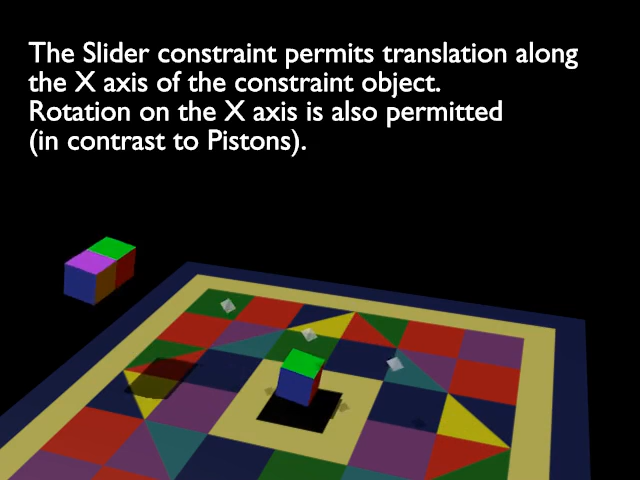 The Slider constraint permits translation along
the X axis of the constraint object.
Rotation on the X axis is also permitted
(in contrast to Pistons).